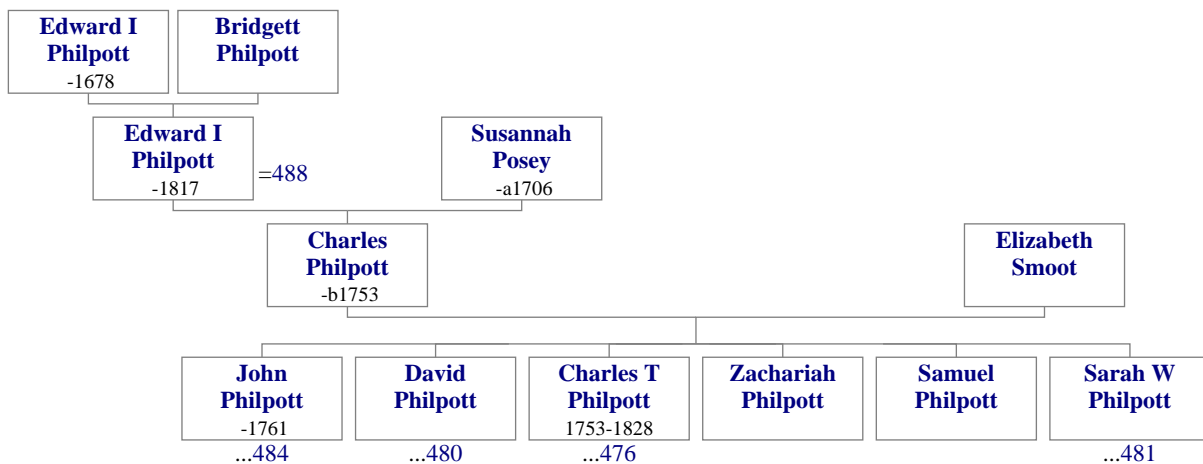 Edward I
Philpott
-1678
Bridgett
Philpott
Edward I
Philpott
-1817
=488
Susannah
Posey
-a1706
Charles
Philpott
-b1753
Elizabeth
Smoot
John
Philpott
-1761
...484
David
Philpott
...480
Charles T
Philpott
1753-1828
...476
Zachariah
Philpott
Samuel
Philpott
Sarah W
Philpott
...481